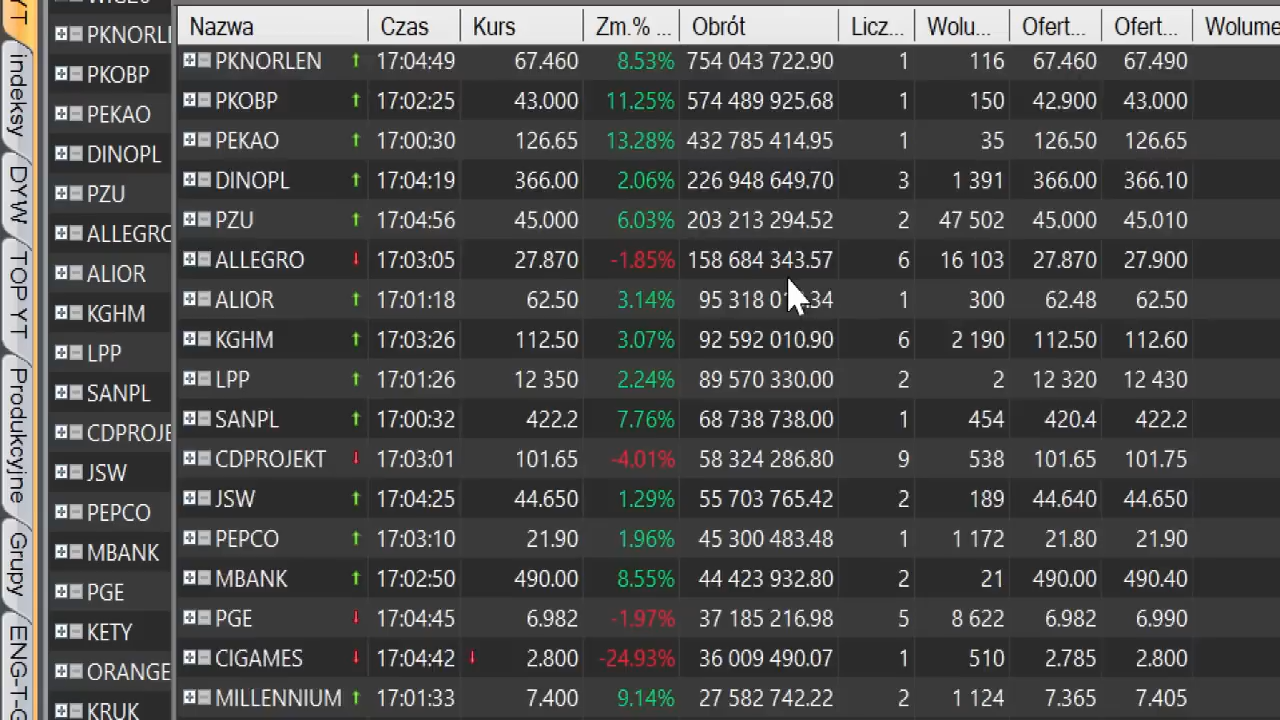 Nazwa Czas Kurs Zm.% ... Obrót Licz... Wolu... Ofert... Ofert... Wolume
PKNORLEN 17:04:49 67.460 8.53% 754 043 722.90 1 116 67.460 67.490
PKOBP 17:02:25 43.000 11.25% 574 489 925.68 1 150 42.900 43.000
PEKAO 17:00:30 126.65 13.28% 432 785 414.95 1 35 126.50 126.65
DINOPL 17:04:19 366.00 2.06% 226 948 649.70 3 1 391 366.00 366.10
PZU 17:04:56 45.000 6.03% 203 213 294.52 2 47 502 45.000 45.010
ALLEGRO 17:03:05 27.870 -1.85% 158 684 343.57 6 16 103 27.870 27.900
ALIOR 17:01:18 62.50 3.14% 95 318 1 300 62.48 62.50
KGHM 17:03:26 112.50 3.07% 92 592 010.90 6 2 190 112.50 112.60
LPP 17:01:26 12 350 2.24% 89 570 330.00 2 2 12 320 12 430
SANPL 17:00:32 422.2 7.76% 68 738 738.00 1 454 420.4 422.2
CDPROJEKT 17:03:01 101.65 -4.01% 58 324 286.80 9 538 101.65 101.75
JSW 17:04:25 44.650 1.29% 55 703 765.42 2 189 44.640 44.650
PEPCO 17:03:10 21.90 1.96% 45 300 483.48 1 1 172 21.80 21.90
MBANK 17:02:50 490.00 8.55% 44 423 932.80 2 21 490.00 490.40
PGE 17:04:45 6.982 -1.97% 37 185 216.98 5 8 622 6.982 6.990
CIGAMES 17:04:42 2.800 -24.93% 36 009 490.07 1 510 2.785 2.800
MILLENNIUM 17:01:33 7.400 9.14% 27 582 742.22 2 1 124 7.365 7.405
PKNORLI
PKOBP
PEKAO
DINOPL
PZU
ALLEGRO
ALIOR
KGHM
LPP
SANPL
CDPROJE
JSW
PEPCO
MBANK
PGE
KETY
ORANGE
KRUK
YT
indeksy
DYW
TOP YT
Produkcyjne
Grupy
ENG-T-G